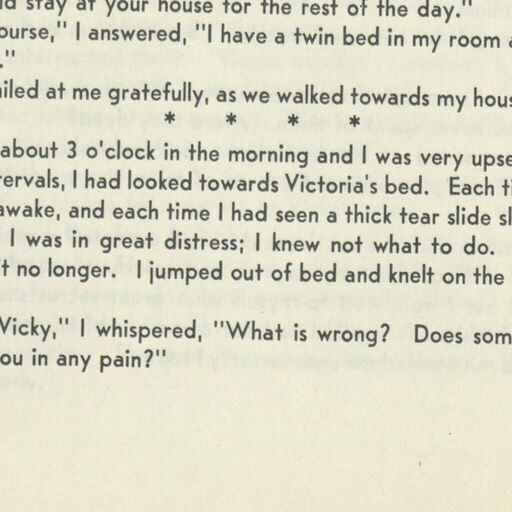 stay at your house for the rest of the day."
ourse," I answered, "I have a twin bed in my room
."
iled at me gratefully, as we walked towards my hous
* * * *
about 3 o'clock in the morning and I was very upse
ervals, I had looked towards Victoria's bed. Each ti
awake, and each time I had seen a thick tear slide sl
I was in great distress; I knew not what to do.
t no longer. I jumped out of bed and knelt on the
Vicky," I whispered, "What is wrong? Does som
ou in any pain?"